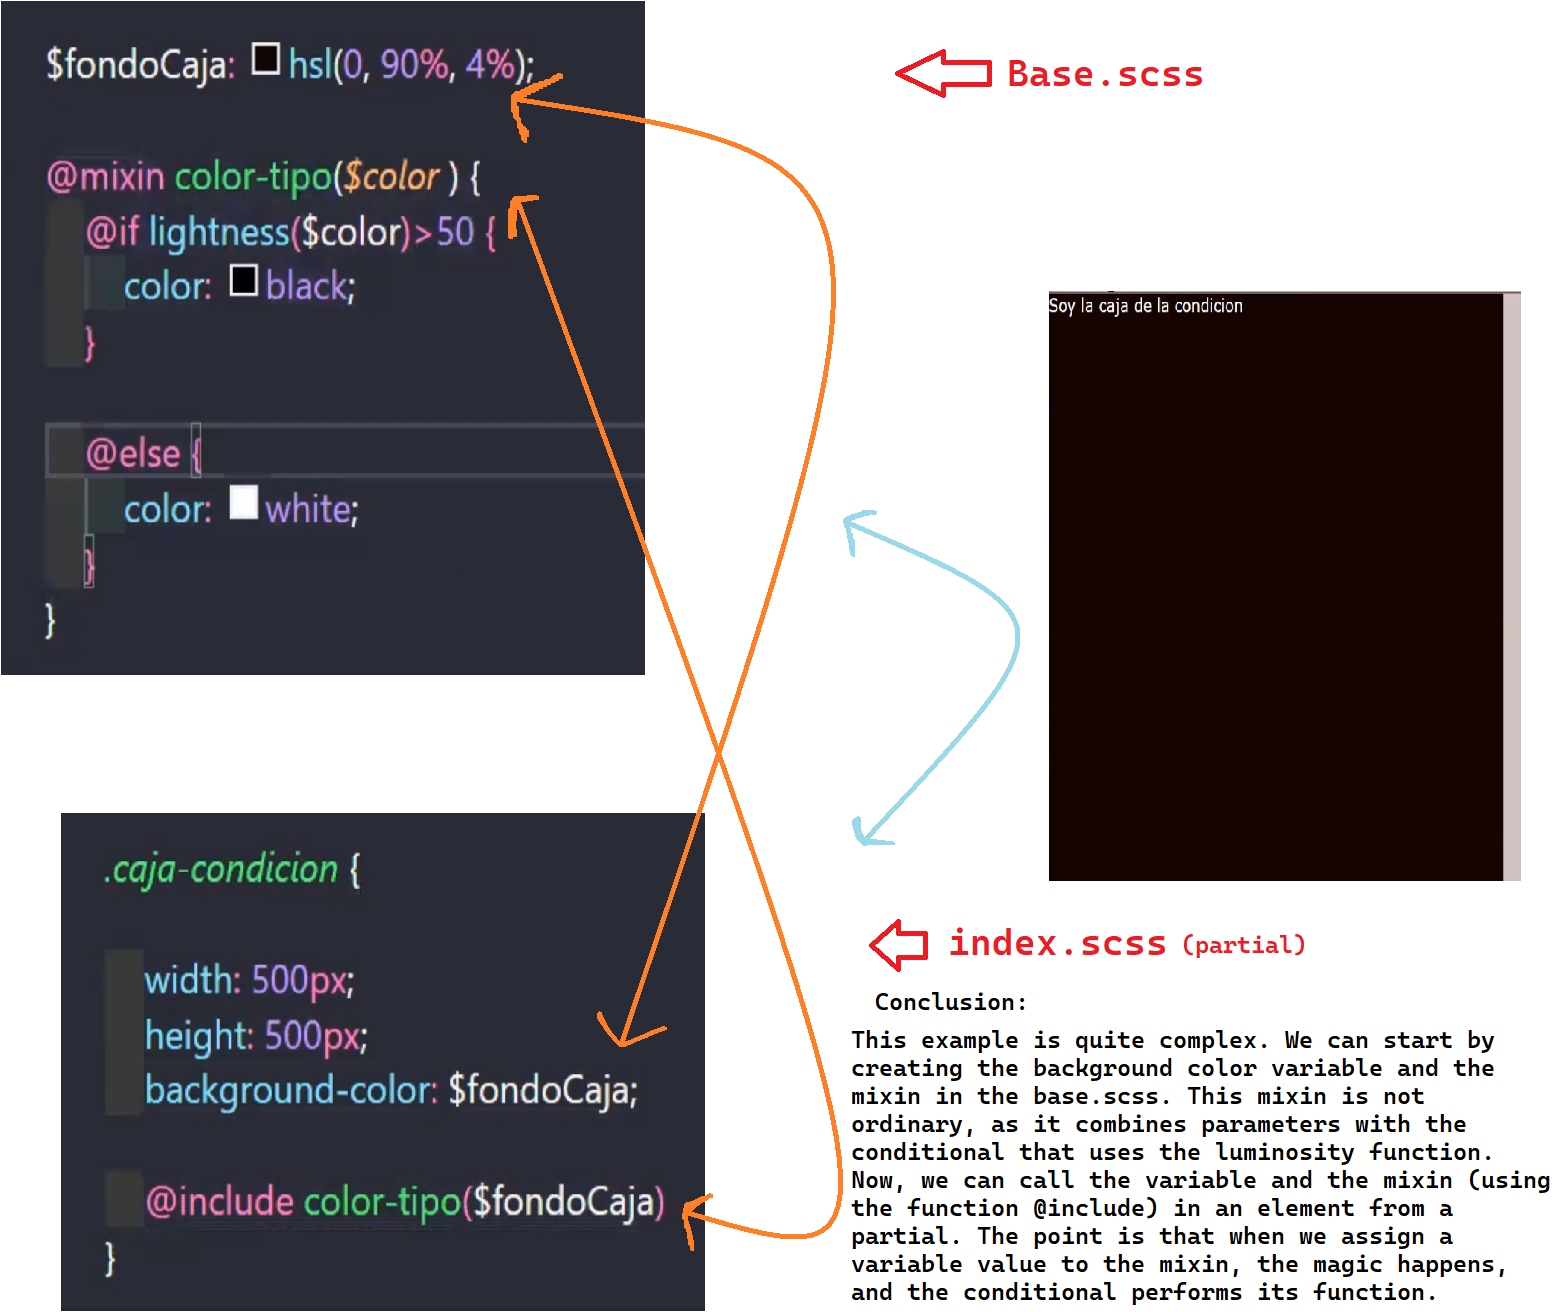 $fondoCaja: hsl(0, 90%, 4%);
@mixin color-tipo($color ) {
@if lightness($color)>50 {
color: black;
}
@else {
color: white;
}
}
Base.scss
Soy la caja de la condicion
.caja-condicion {
width: 500px;
height: 500px;
background-color: $fondoCaja;
@include color-tipo($fondoCaja)
}
index.scss (partial)
Conclusion:
This example is quite complex. We can start by
creating the background color variable and the
mixin in the base.scss. This mixin is not
ordinary, as it combines parameters with the
conditional that uses the luminosity function.
Now, we can call the variable and the mixin (using
the function @include) in an element from a
partial. The point is that when we assign a
variable value to the mixin, the magic happens,
and the conditional performs its function.